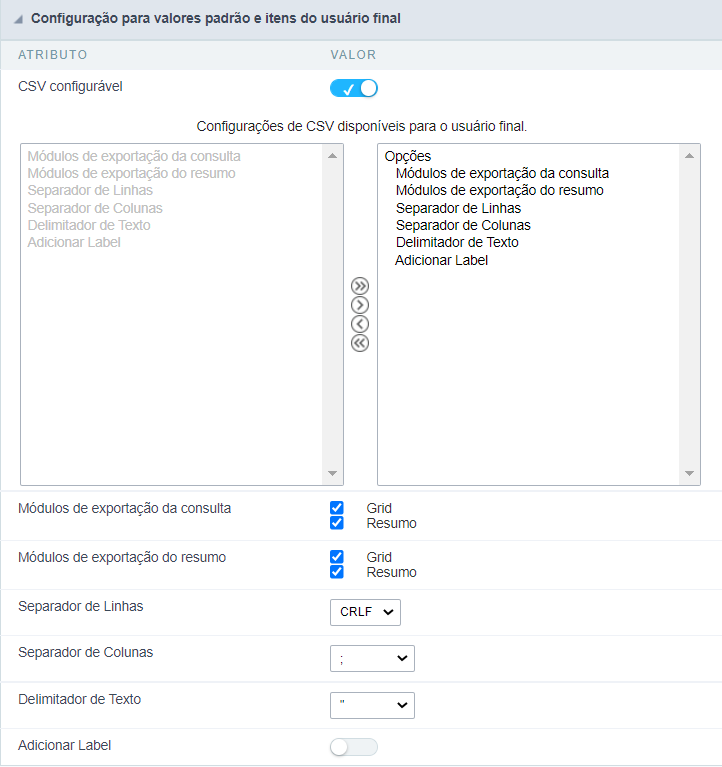 Configuração para valores padrão e itens do usuário final
ATRIBUTO VALOR
CSV configurável
Configurações de CSV disponíveis para o usuário final.
Módulos de exportação da consulta
Módulos de exportação do resumo
Separador de Linhas
Separador de Colunas
Delimitador de Texto
Adicionar Label
Opções
Módulos de exportação da consulta
Módulos de exportação do resumo
Separador de Linhas
Separador de Colunas
Delimitador de Texto
Adicionar Label
Módulos de exportação da consulta Grid
Resumo
Módulos de exportação do resumo Grid
Resumo
Separador de Linhas CRLF
Separador de Colunas ;
Delimitador de Texto "
Adicionar Label